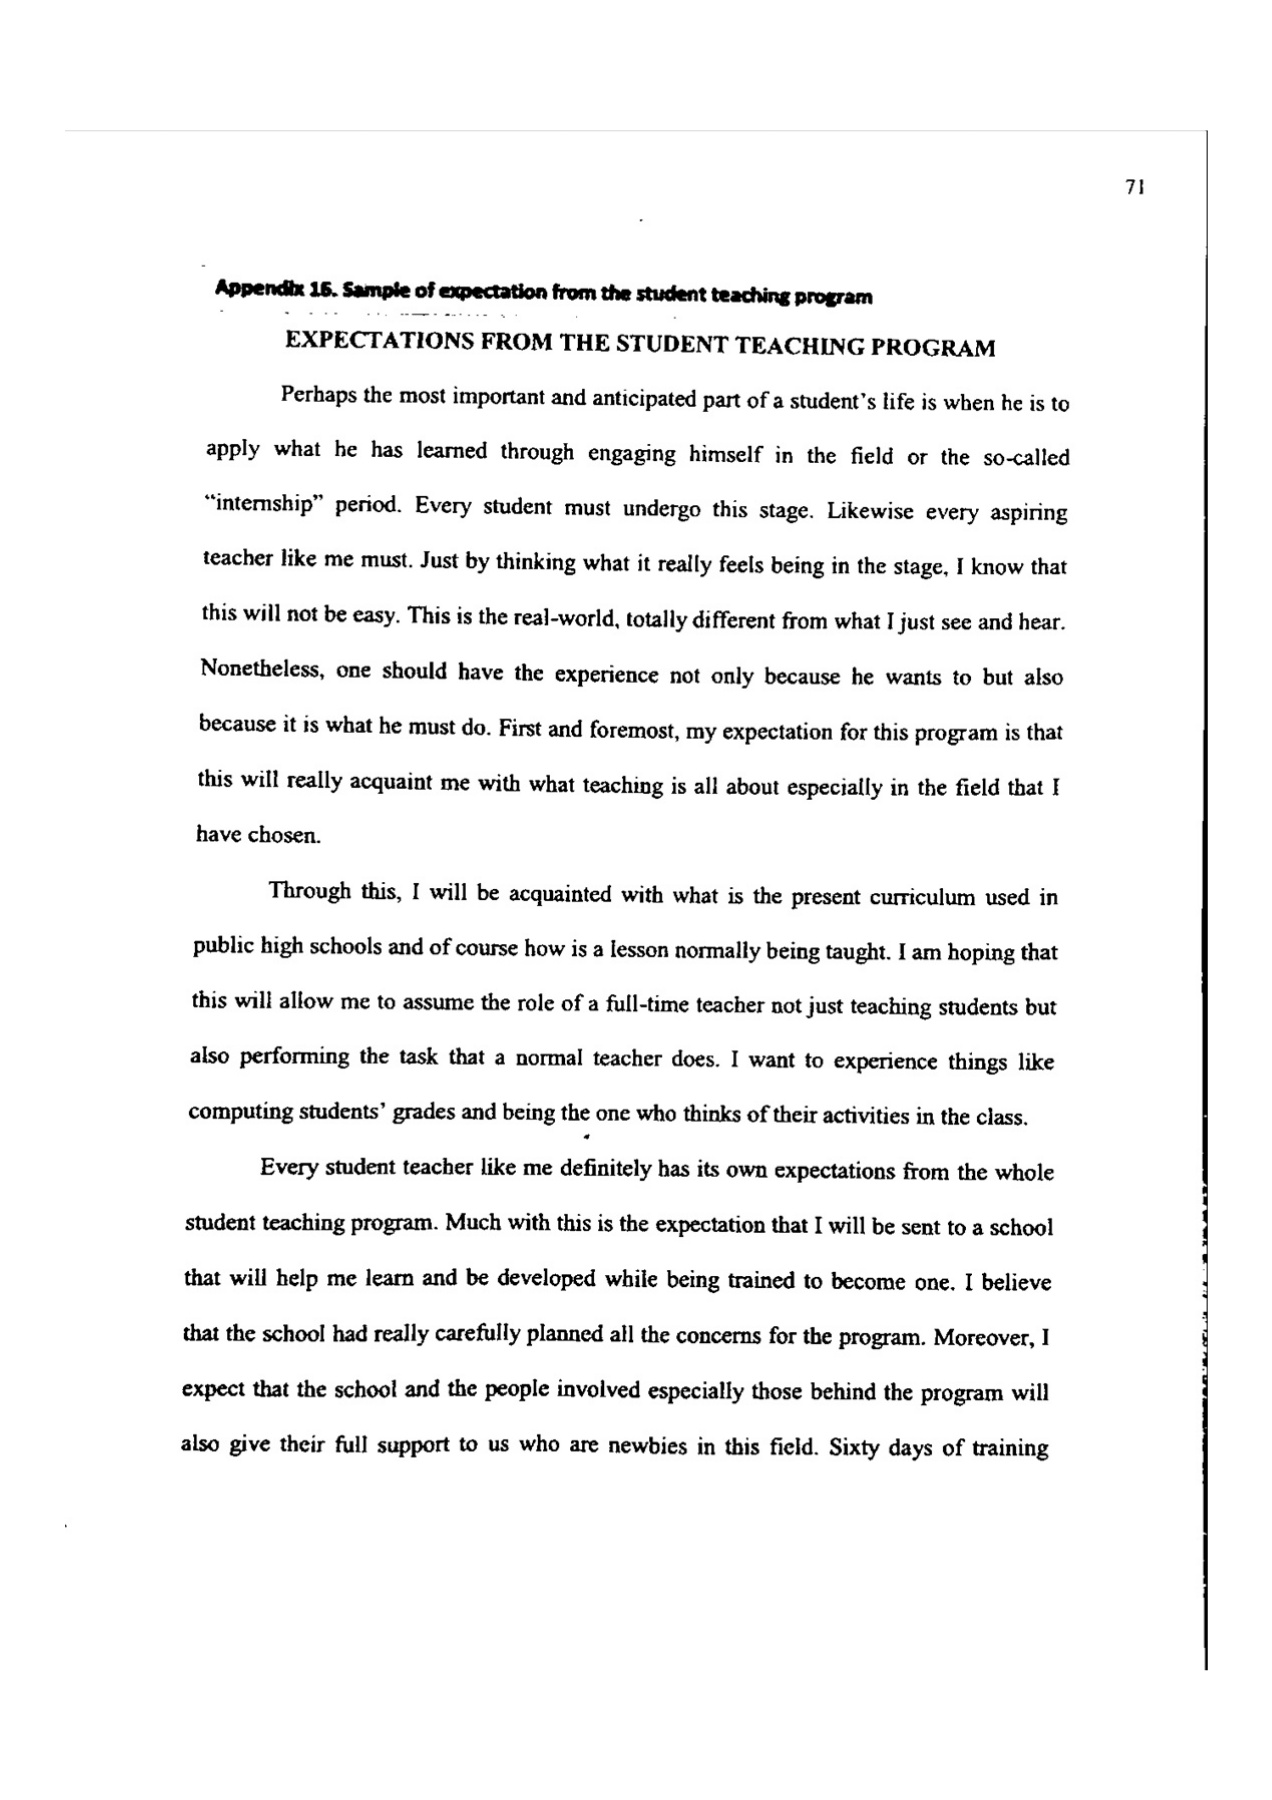 71
Appendix 16. Sample of expectation from the student teaching program
EXPECTATIONS FROM THE STUDENT TEACHING PROGRAM
Perhaps the most important and anticipated part of a student's life is when he is to
apply what he has learned through engaging himself in the field or the so-called
“internship” period. Every student must undergo this stage. Likewise every aspiring
teacher like me must. Just by thinking what it really feels being in the stage, I know that
this will not be easy. This is the real-world, totally different from what I just see and hear.
Nonetheless, one should have the experience not only because he wants to but also
because it is what he must do. First and foremost, my expectation for this program is that
this will really acquaint me with what teaching is all about especially in the field that I
have chosen.
Through this, I will be acquainted with what is the present curriculum used in
public high schools and of course how is a lesson normally being taught. I am hoping that
this will allow me to assume the role of a full-time teacher not just teaching students but
also performing the task that a normal teacher does. I want to experience things like
computing students' grades and being the one who thinks of their activities in the class.
Every student teacher like me definitely has its own expectations from the whole
student teaching program. Much with this is the expectation that I will be sent to a school
that will help me learn and be developed while being trained to become one. I believe
that the school had really carefully planned all the concerns for the program. Moreover, I
expect that the school and the people involved especially those behind the program will
also give their full support to us who are newbies in this field. Sixty days of training